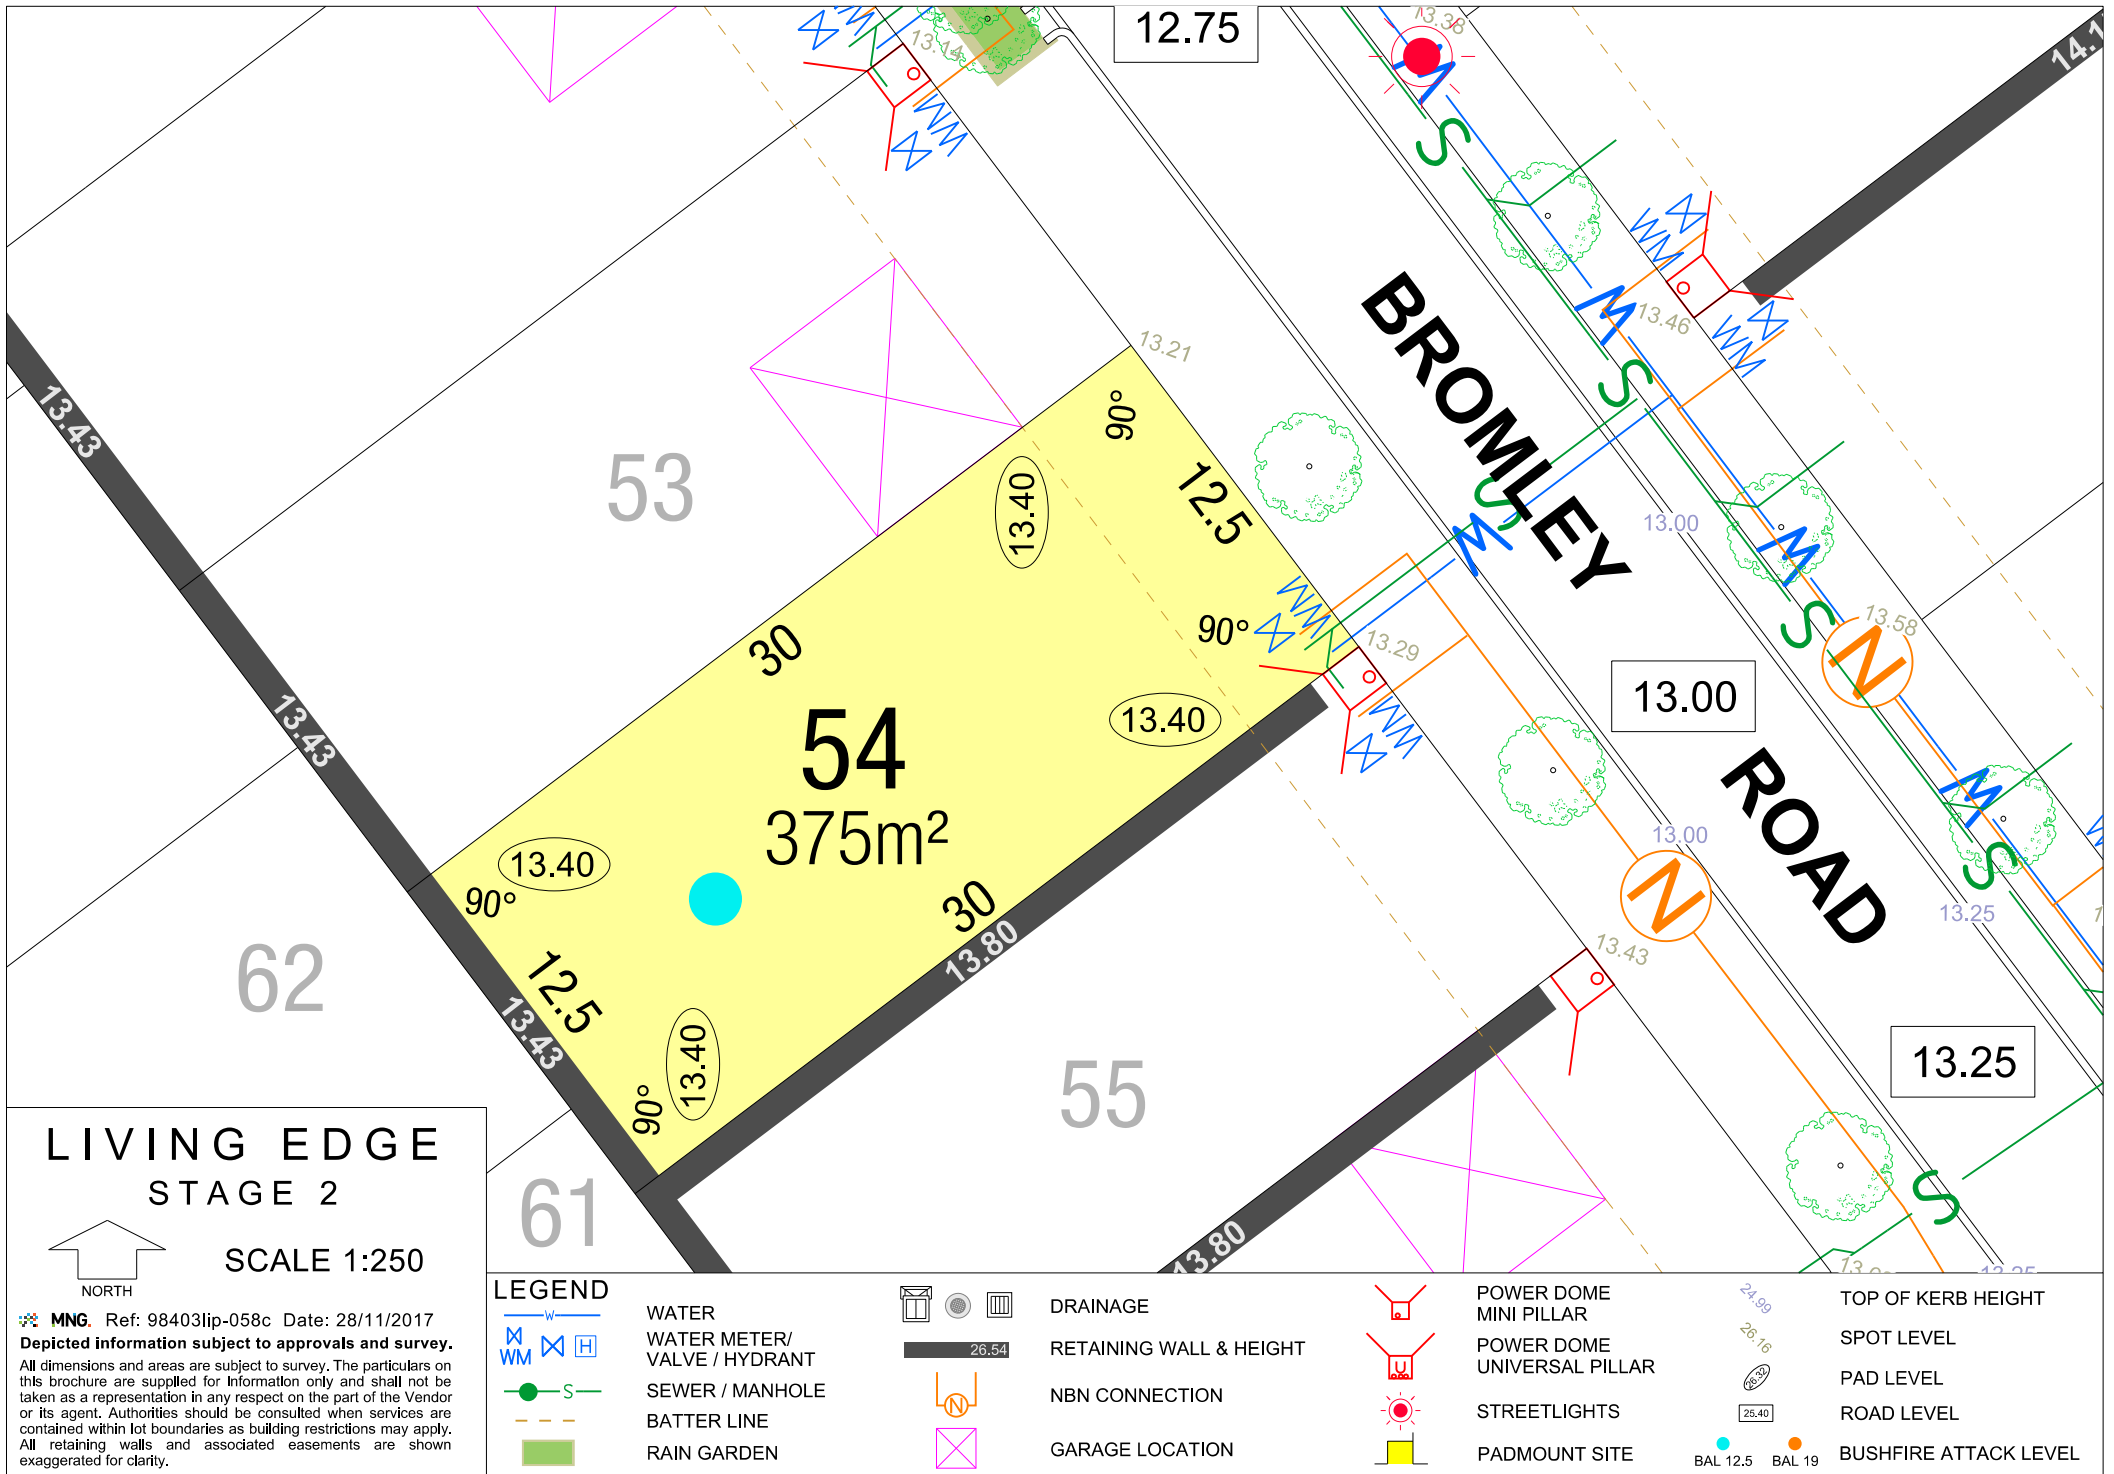 12.75
13.38
14.1
13.14
WM
WM
13.46
WM
BROMLEY
ROAD
13.21
13.43
53
90°
12.5
13.40
13.00
WM
90°
13.29
13.58
N
30
13.40
13.00
WM
13.43
54
375m²
13.40
90°
30
13.80
13.00
N
13.25
13.43
62
12.5
13.43
13.40
90°
55
13.25
61
13.80
13.25
LIVING EDGE
STAGE 2
NORTH
SCALE 1:250
MNG. Ref: 98403lip-058c Date: 28/11/2017
Depicted information subject to approvals and survey.
All dimensions and areas are subject to survey. The particulars on
this brochure are supplied for information only and shall not be
taken as a representation in any respect on the part of the Vendor
or its agent. Authorities should be consulted when services are
contained within lot boundaries as building restrictions may apply.
All retaining walls and associated easements are shown
exaggerated for clarity.
LEGEND
W WATER
WM H WATER METER/
VALVE / HYDRANT
S SEWER / MANHOLE
BATTER LINE
RAIN GARDEN
DRAINAGE
26.54 RETAINING WALL & HEIGHT
N NBN CONNECTION
GARAGE LOCATION
POWER DOME
MINI PILLAR
U POWER DOME
UNIVERSAL PILLAR
STREETLIGHTS
PADMOUNT SITE
24.99 TOP OF KERB HEIGHT
26.16 SPOT LEVEL
26.32 PAD LEVEL
25.40 ROAD LEVEL
BAL 12.5 BAL 19 BUSHFIRE ATTACK LEVEL